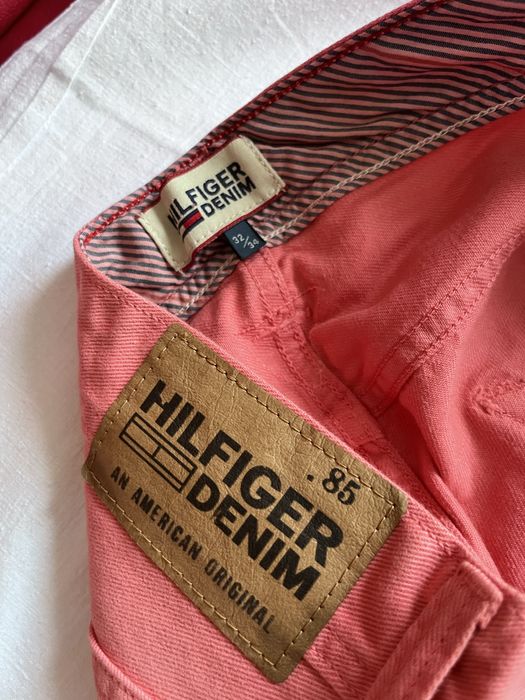 HILFIGER
DENIM
32/34
HILFIGER
.85
DENIM
AN AMERICAN ORIGINAL